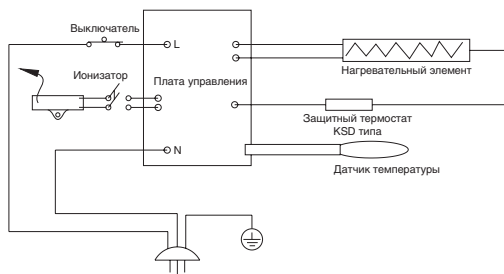 Выключатель
L
Ионизатор
Плата управления
Нагревательный элемент
Защитный термостат
KSD типа
N
Датчик температуры